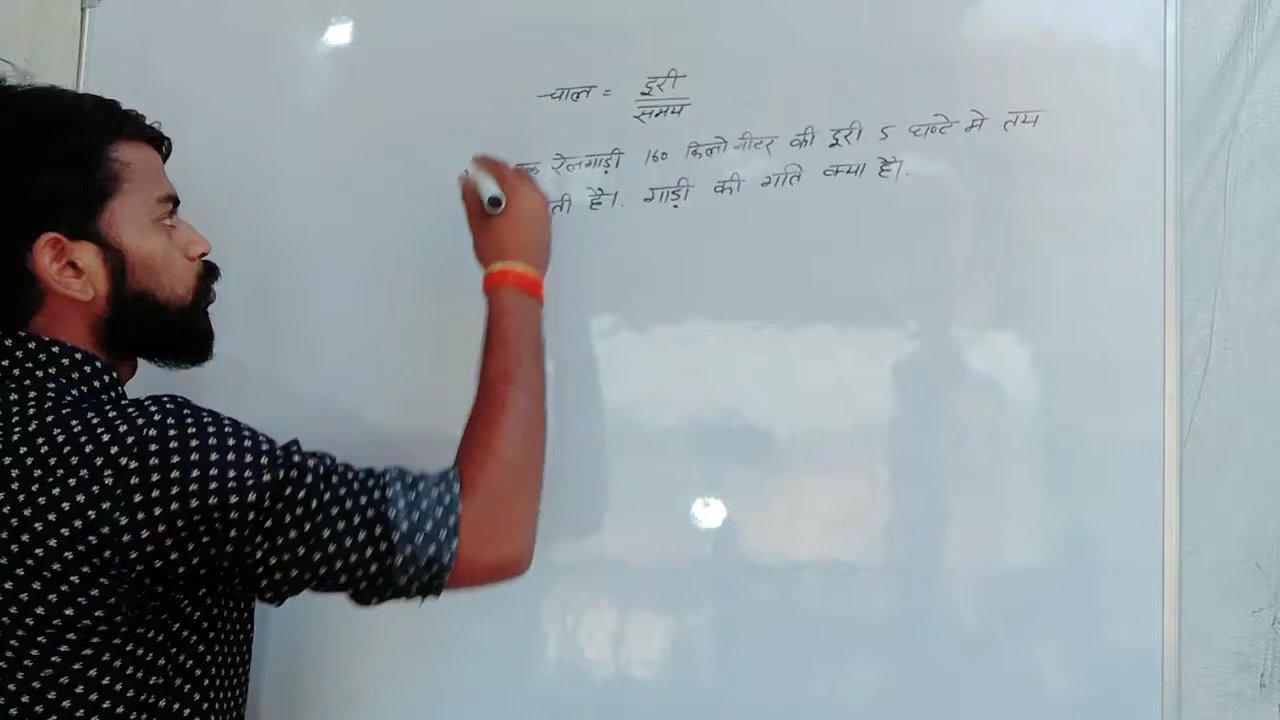 चाल = दूरी / समय
रेलगाड़ी 160 किलोमीटर की दूरी 5 घण्टे मे तय
है। गाड़ी की गति क्या है।